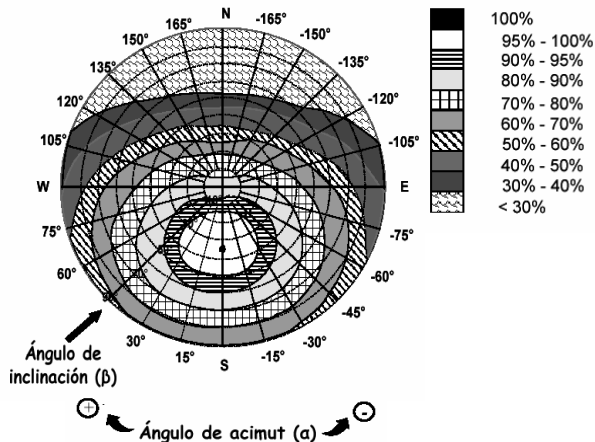 N
165°
-165°
150°
-150°
135°
-135°
120°
-120°
105°
-105°
W
E
75°
-75°
60°
-60°
-45°
30°
-30°
15°
-15°
S
100%
95% - 100%
90% - 95%
80% - 90%
70% - 80%
60% - 70%
50% - 60%
40% - 50%
30% - 40%
< 30%
Ángulo de
inclinación (β)
+
Ángulo de acimut (α)
-